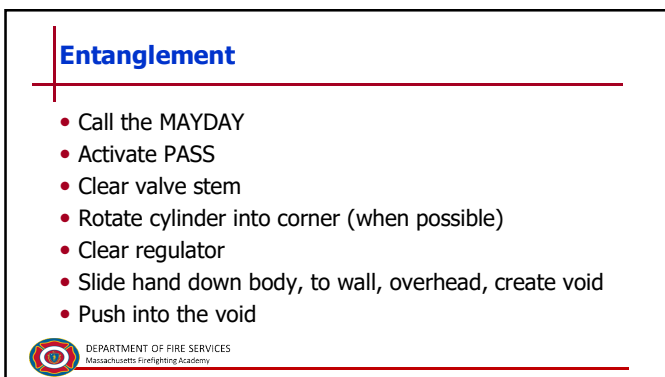 Entanglement
• Call the MAYDAY
• Activate PASS
• Clear valve stem
• Rotate cylinder into corner (when possible)
• Clear regulator
• Slide hand down body, to wall, overhead, create void
• Push into the void
DEPARTMENT OF FIRE SERVICES
Massachusetts Firefighting Academy